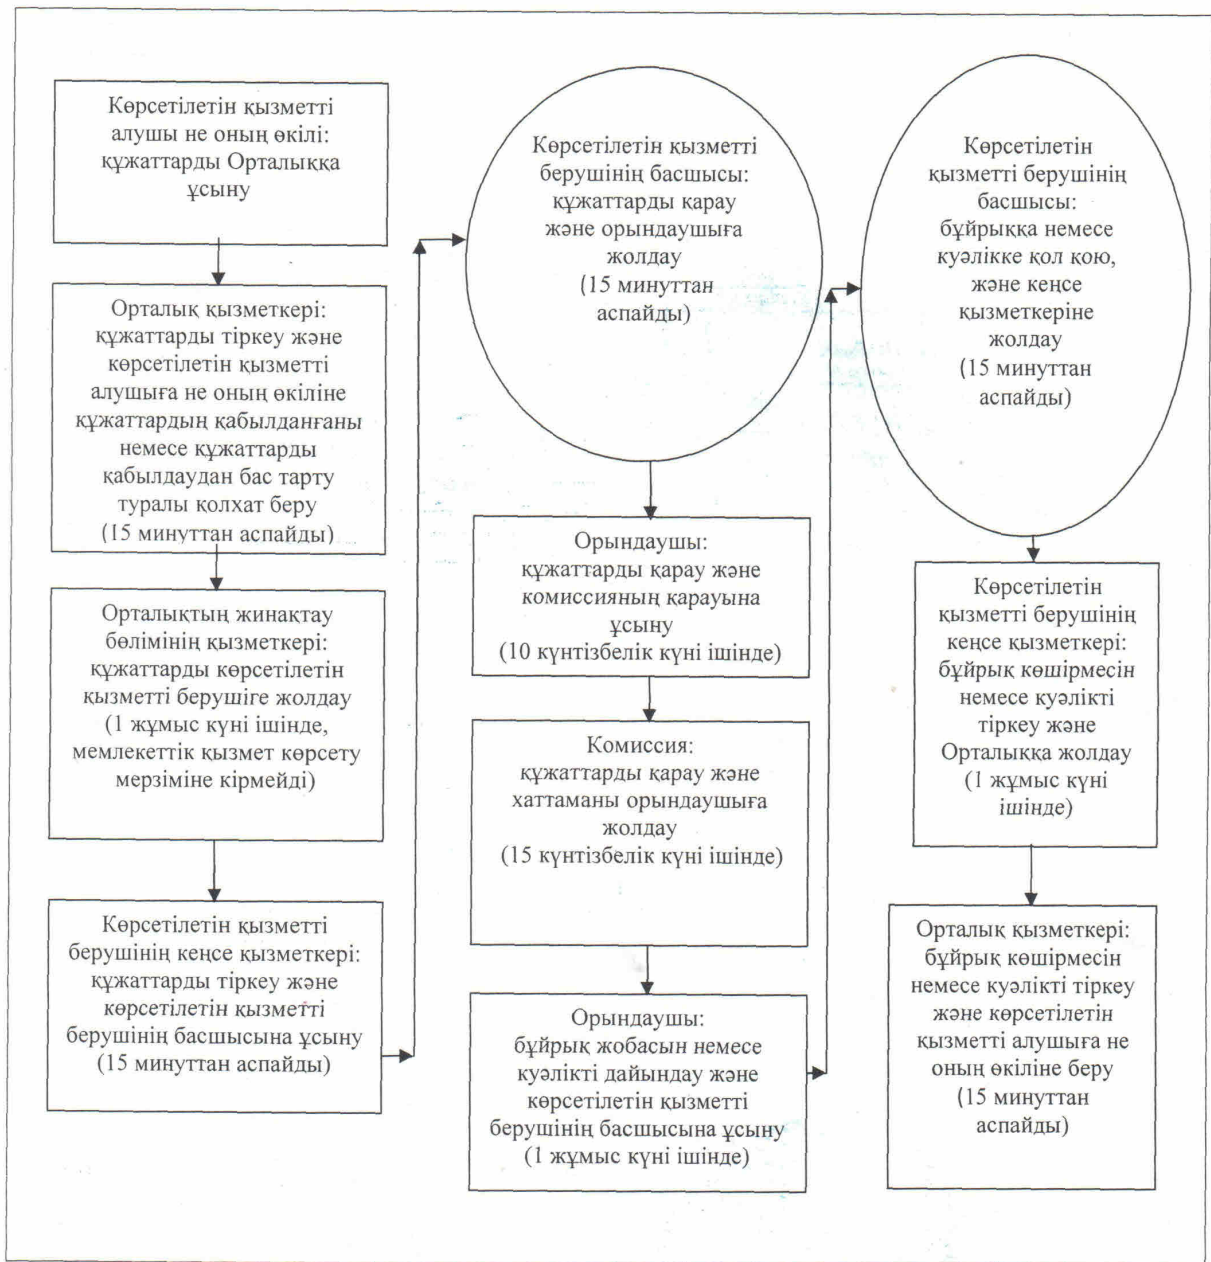 Көрсетілетін қызметті
алушы не оның өкілі:
құжаттарды Орталыққа
ұсыну
Орталық қызметкері:
құжаттарды тіркеу және
көрсетілетін қызметті
алушыға не оның өкіліне
құжаттардың қабылданғаны
немесе құжаттарды
қабылдаудан бас тарту
туралы қолхат беру
(15 минуттан аспайды)
Орталықтың жинақтау
бөлімінің қызметкері:
құжаттарды көрсетілетін
қызметті берушіге жолдау
(1 жұмыс күні ішінде,
мемлекеттік қызмет көрсету
мерзіміне кірмейді)
Көрсетілетін қызметті
берушінің кеңсе қызметкері:
құжаттарды тіркеу және
көрсетілетін қызметті
берушінің басшысына ұсыну
(15 минуттан аспайды)
Көрсетілетін қызметті
берушінің басшысы:
құжаттарды қарау
және орындаушыға
жолдау
(15 минуттан
аспайды)
Орындаушы:
құжаттарды қарау және
комиссияның қарауына
ұсыну
(10 күнтізбелік күні ішінде)
Комиссия:
құжаттарды қарау және
хаттаманы орындаушыға
жолдау
(15 күнтізбелік күні ішінде)
Орындаушы:
бұйрық жобасын немесе
куәлікті дайындау және
көрсетілетін қызметті
берушінің басшысына ұсыну
(1 жұмыс күні ішінде)
Көрсетілетін
қызметті берушінің
басшысы:
бұйрыққа немесе
куәлікке қол қою,
және кеңсе
қызметкеріне
жолдау
(15 минуттан
аспайды)
Көрсетілетін
қызметті берушінің
кеңсе қызметкері:
бұйрық көшірмесін
немесе куәлікті
тіркеу және
Орталыққа жолдау
(1 жұмыс күні
ішінде)
Орталық қызметкері:
бұйрық көшірмесін
немесе куәлікті тіркеу
және көрсетілетін
қызметті алушыға не
оның өкіліне беру
(15 минуттан
аспайды)